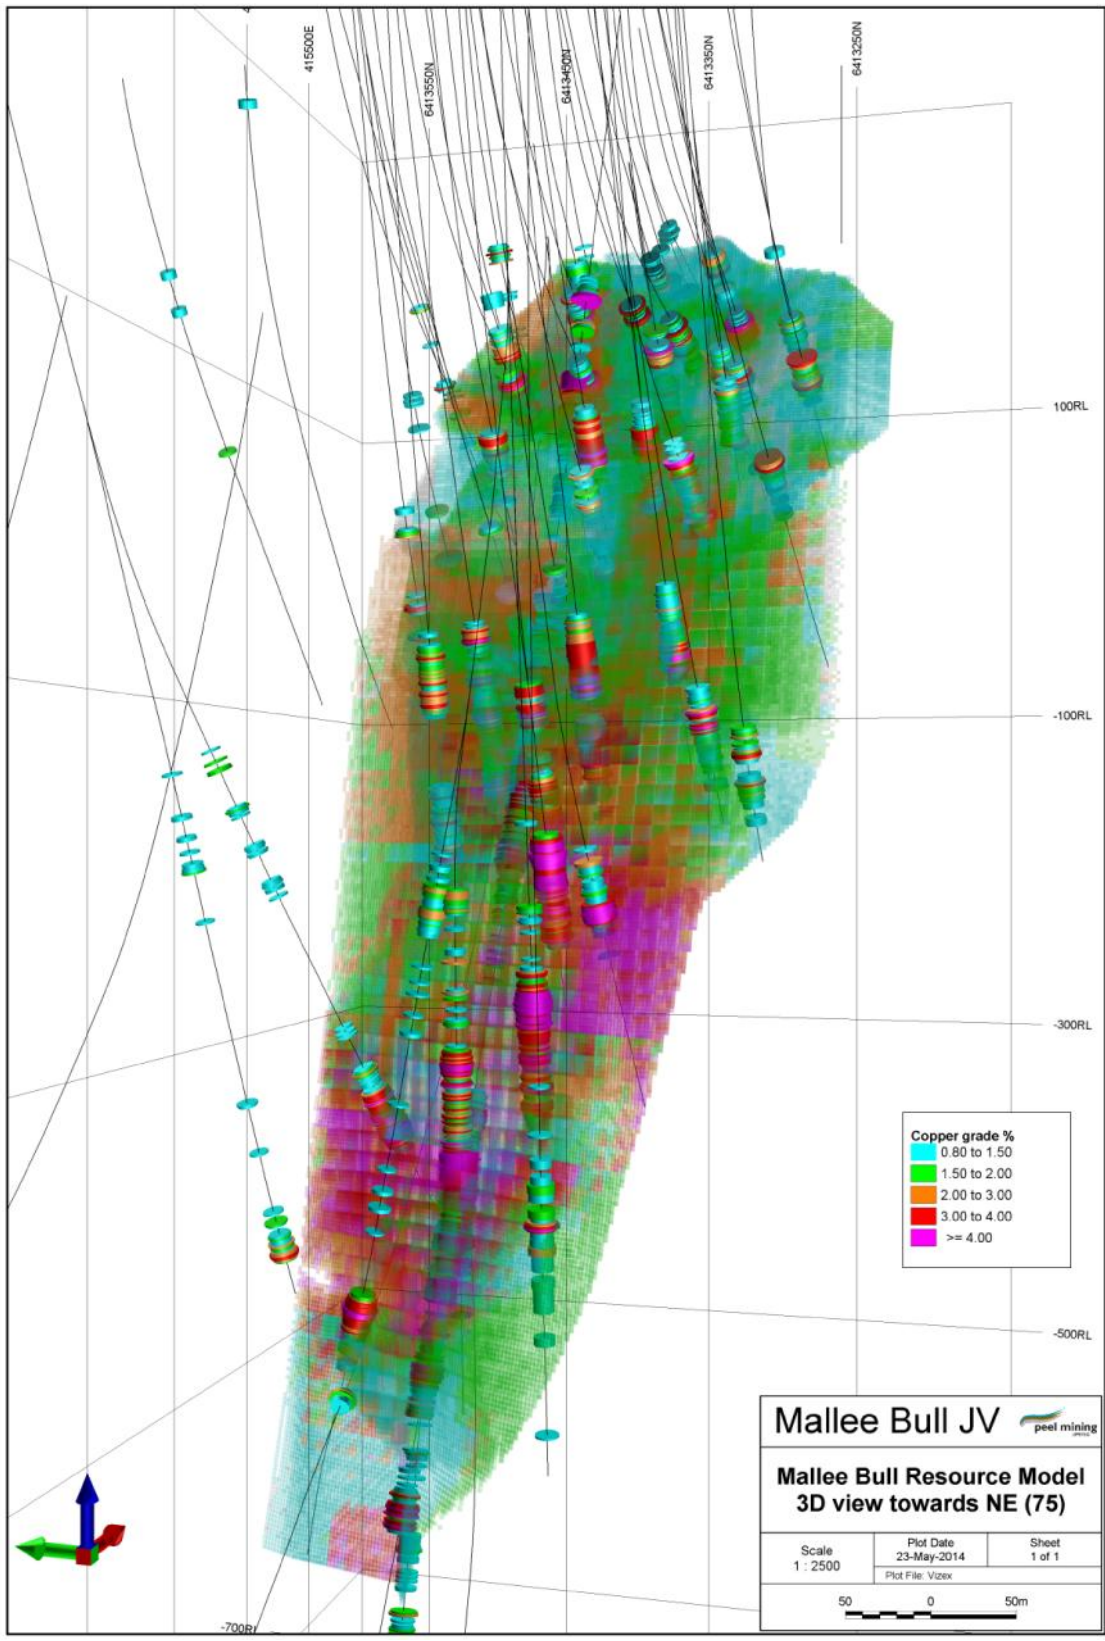 415500E
6413550N
6413450N
6413350N
6413250N
100RL
-100RL
-300RL
-500RL
-700RL
Copper grade %
0.80 to 1.50
1.50 to 2.00
2.00 to 3.00
3.00 to 4.00
>= 4.00
Mallee Bull JV
peel mining
Mallee Bull Resource Model
3D view towards NE (75)
Scale
1 : 2500
Plot Date
23-May-2014
Sheet
1 of 1
Plot File: Vizex
50 0 50m